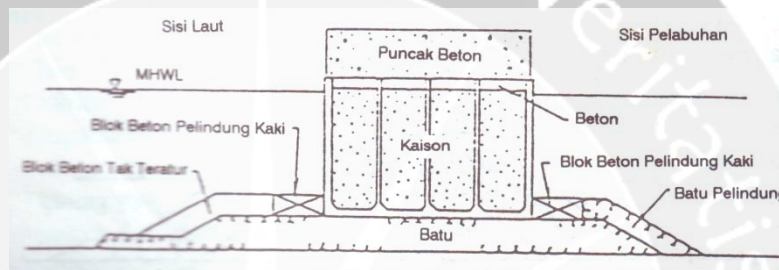 Sisi Laut
Puncak Beton
Sisi Pelabuhan
MHWL
Beton
Blok Beton Pelindung Kaki
Kaison
Blok Beton Pelindung Kaki
Blok Beton Tak Teratur
Batu Pelindung
Batu